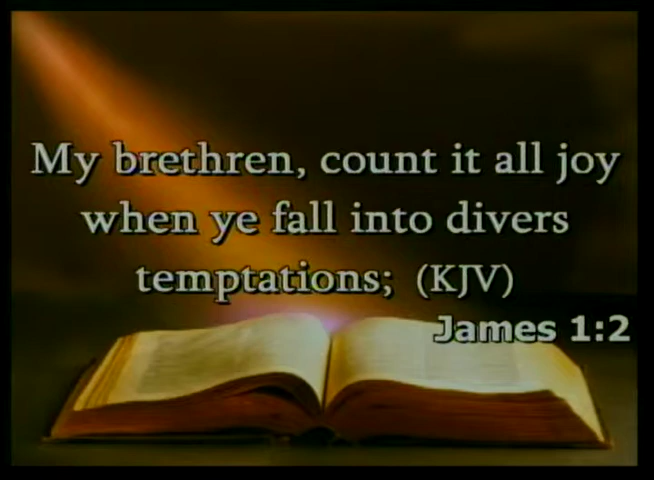 My brethren, count it all joy
when ye fall into divers
temptations; (KJV)
James 1:2